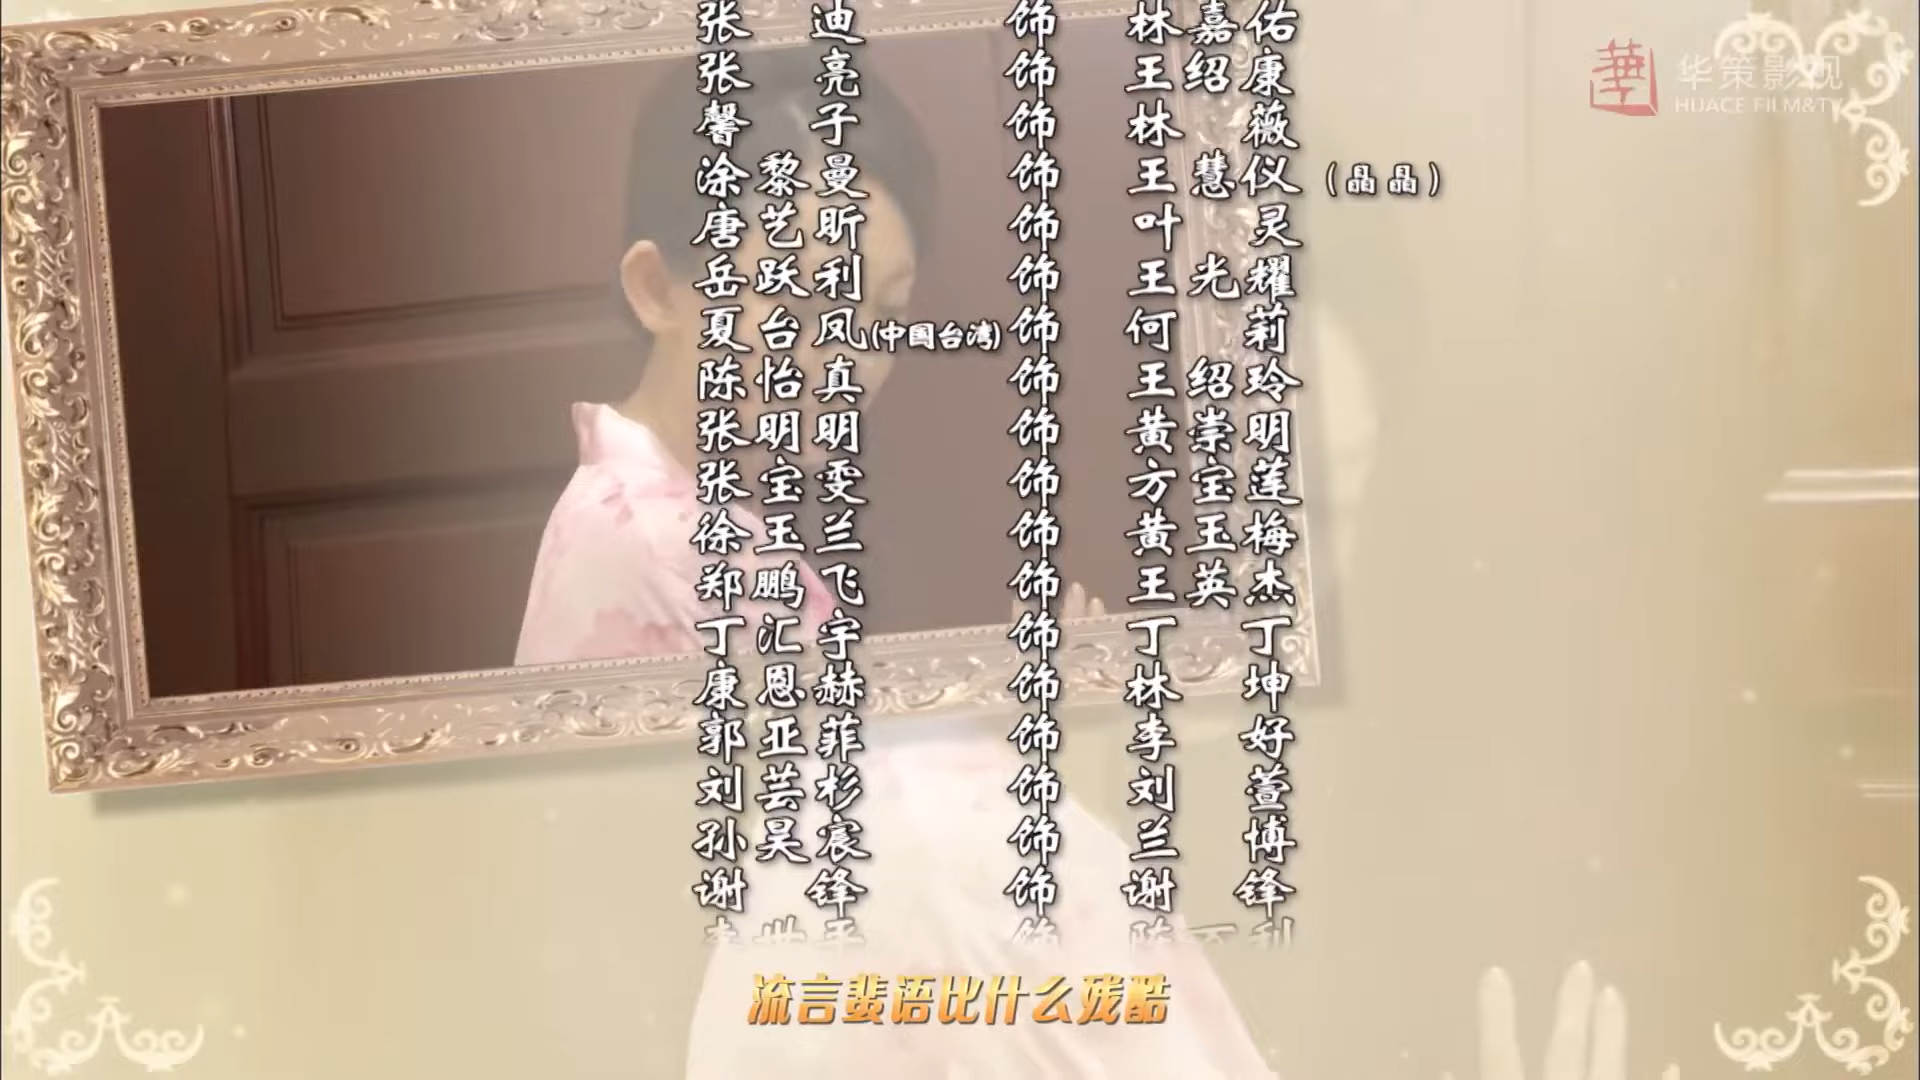 张迪 饰 林嘉佑
张亮 饰 王绍康
馨子 饰 林薇
涂黎曼 饰 王慧仪（晶晶）
唐艺昕 饰 叶灵
岳跃利 饰 王光耀
夏台凤(中国台湾) 饰 何莉
陈怡真 饰 王绍玲
张明明 饰 黄崇明
张宝雯 饰 方宝莲
徐玉兰 饰 黄玉梅
郑鹏飞 饰 王英杰
丁汇宇 饰 丁丁
康恩赫 饰 林坤
郭亚菲 饰 李好
刘芸杉 饰 刘萱
孙昊宸 饰 兰博
谢锋 饰 谢锋
流言斐语比什么残酷
華 华策影视
HUACE FILM&TV